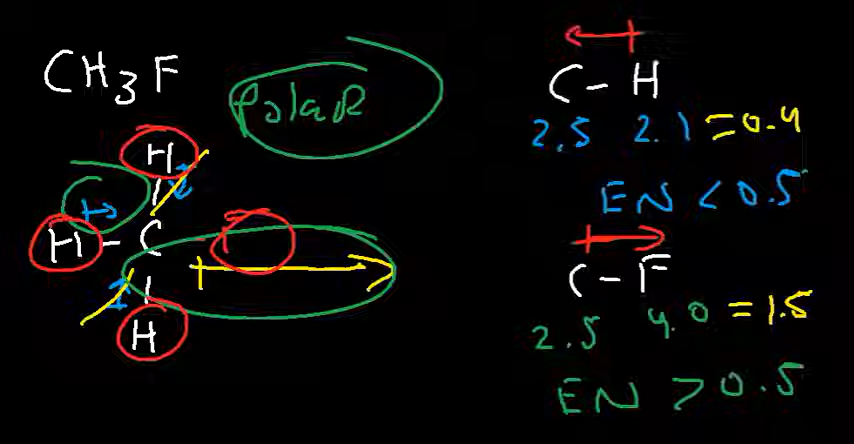 CH3F
PolaR
H
H-C-F
H
C-H
2.5 2.1 =0.4
EN < 0.5
C-F
2.5 4.0 = 1.5
EN > 0.5